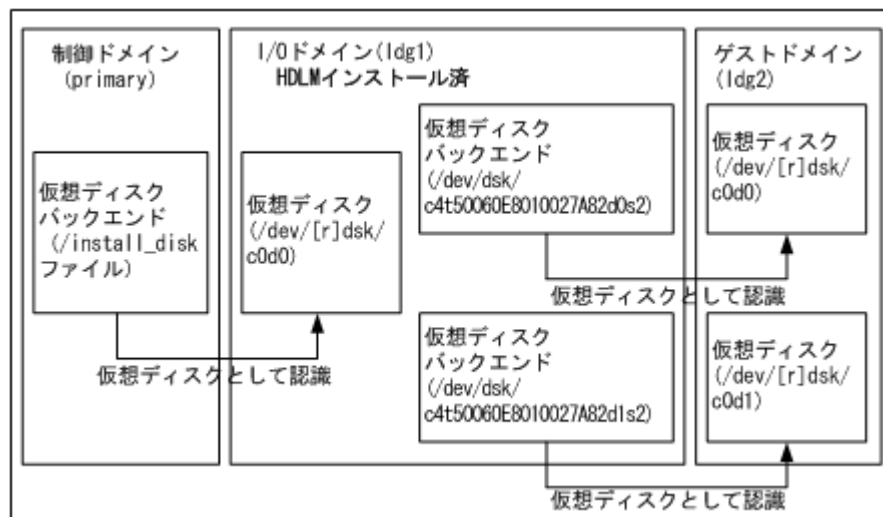 制御ドメイン
(primary)
仮想ディスク
バックエンド
(/install_disk
ファイル)
仮想ディスクとして認識
I/Oドメイン(ldg1)
HDLMインストール済
仮想ディスク
(/dev/[r]dsk/
c0d0)
仮想ディスク
バックエンド
(/dev/dsk/
c4t50060E8010027A82d0s2)
仮想ディスクとして認識
仮想ディスク
バックエンド
(/dev/dsk/
c4t50060E8010027A82d1s2)
仮想ディスクとして認識
ゲストドメイン
(ldg2)
仮想ディスク
(/dev/[r]dsk/
c0d0)
仮想ディスク
(/dev/[r]dsk/
c0d1)